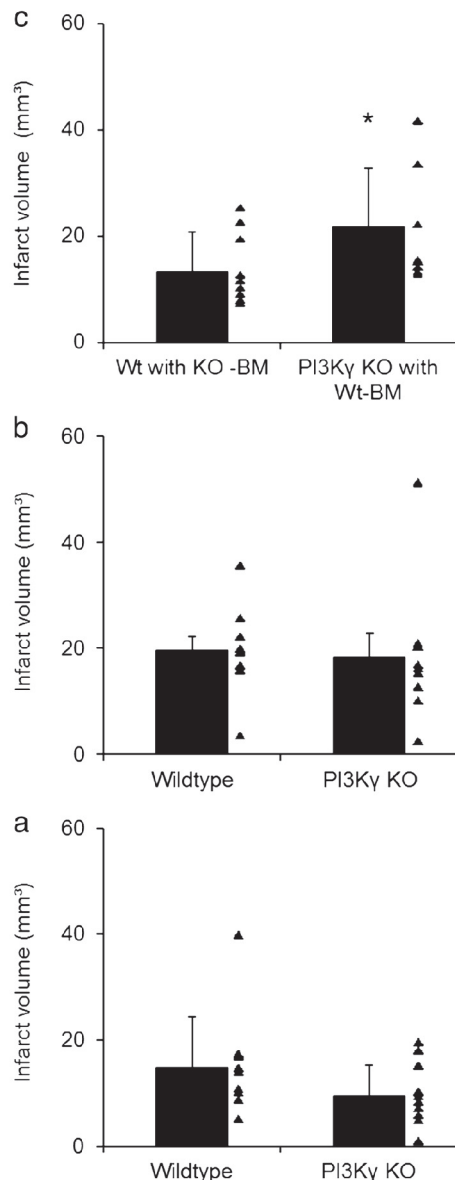 c
60
Infarct volume (mm³)
40
*
20
0
Wt with KO -BM
PI3Kγ KO with
Wt-BM
b
60
Infarct volume (mm³)
40
20
0
Wildtype
PI3Kγ KO
a
60
Infarct volume (mm³)
40
20
0
Wildtype
PI3Kγ KO